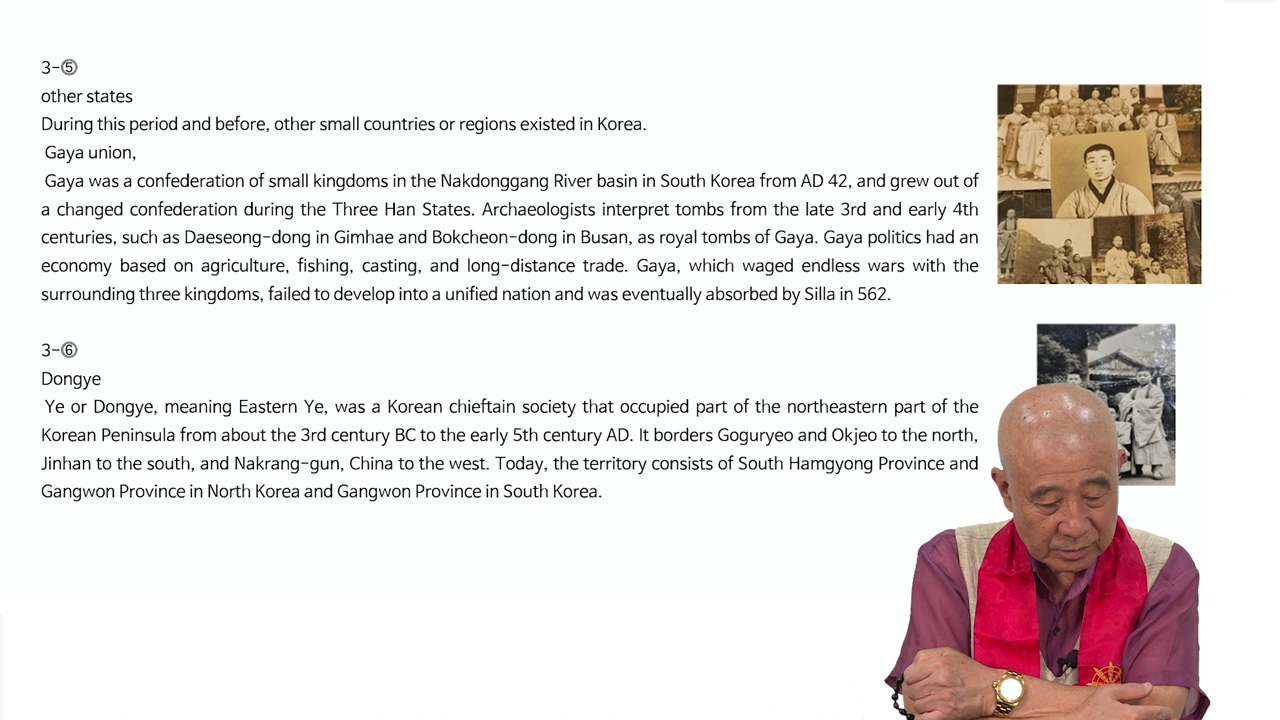 3-⑤
other states
During this period and before, other small countries or regions existed in Korea.
Gaya union,
Gaya was a confederation of small kingdoms in the Nakdonggang River basin in South Korea from AD 42, and grew out of
a changed confederation during the Three Han States. Archaeologists interpret tombs from the late 3rd and early 4th
centuries, such as Daeseong-dong in Gimhae and Bokcheon-dong in Busan, as royal tombs of Gaya. Gaya politics had an
economy based on agriculture, fishing, casting, and long-distance trade. Gaya, which waged endless wars with the
surrounding three kingdoms, failed to develop into a unified nation and was eventually absorbed by Silla in 562.
3-⑥
Dongye
Ye or Dongye, meaning Eastern Ye, was a Korean chieftain society that occupied part of the northeastern part of the
Korean Peninsula from about the 3rd century BC to the early 5th century AD. It borders Goguryeo and Okjeo to the north,
Jinhan to the south, and Nakrang-gun, China to the west. Today, the territory consists of South Hamgyong Province and
Gangwon Province in North Korea and Gangwon Province in South Korea.